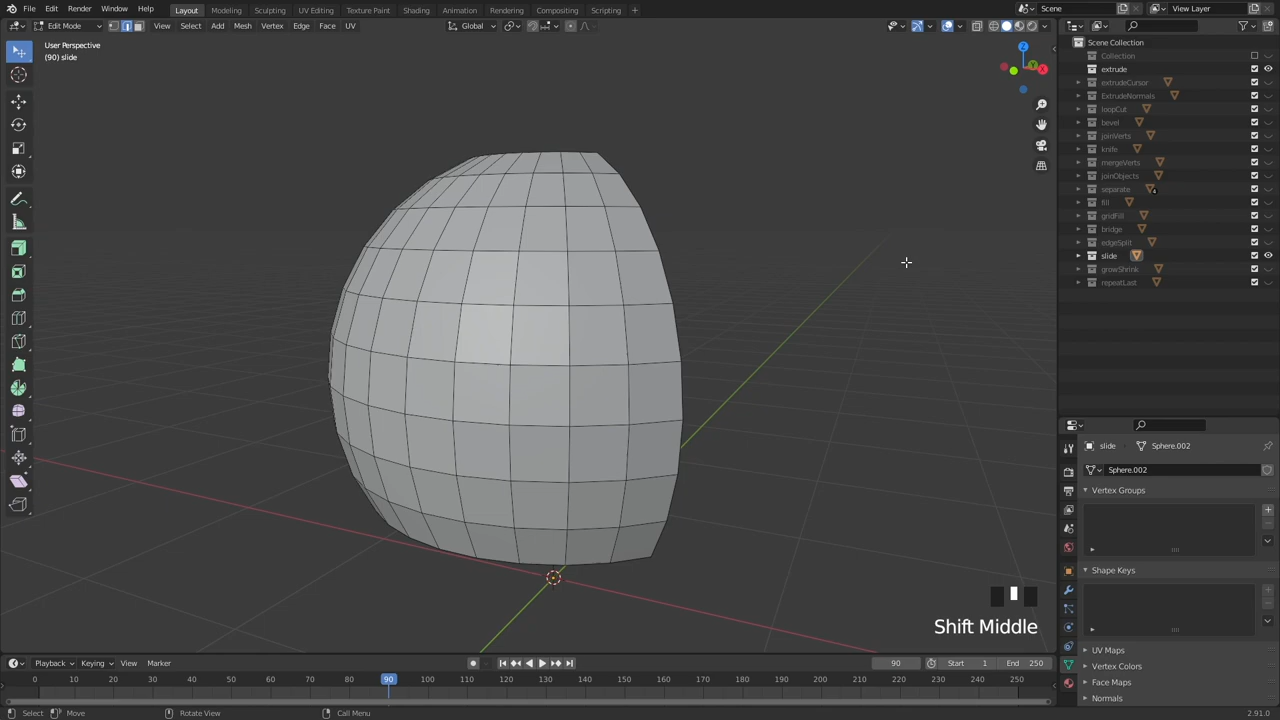 File Edit Render Window Help Layout Modeling Sculpting UV Editing Texture Paint Shading Animation Rendering Compositing Scripting + Scene View Layer
Edit Mode View Select Add Mesh Vertex Edge Face UV Global
User Perspective
(90) slide
Z
Y
X
Scene Collection
Collection
extrude
extrudeCursor
ExtrudeNormals
loopCut
bevel
joinVerts
knife
mergeVerts
joinObjects
separate 4
fill
gridFill
bridge
edgeSplit
slide
growShrink
repeatLast
slide Sphere.002
Sphere.002
Vertex Groups
Shape Keys
UV Maps
Vertex Colors
Face Maps
Normals
Shift Middle
Playback Keying View Marker 90 Start 1 End 250
0 10 20 30 40 50 60 70 80 90 100 110 120 130 140 150 160 170 180 190 200 210 220 230 240 250
Select Move Rotate View Call Menu 2.91.0